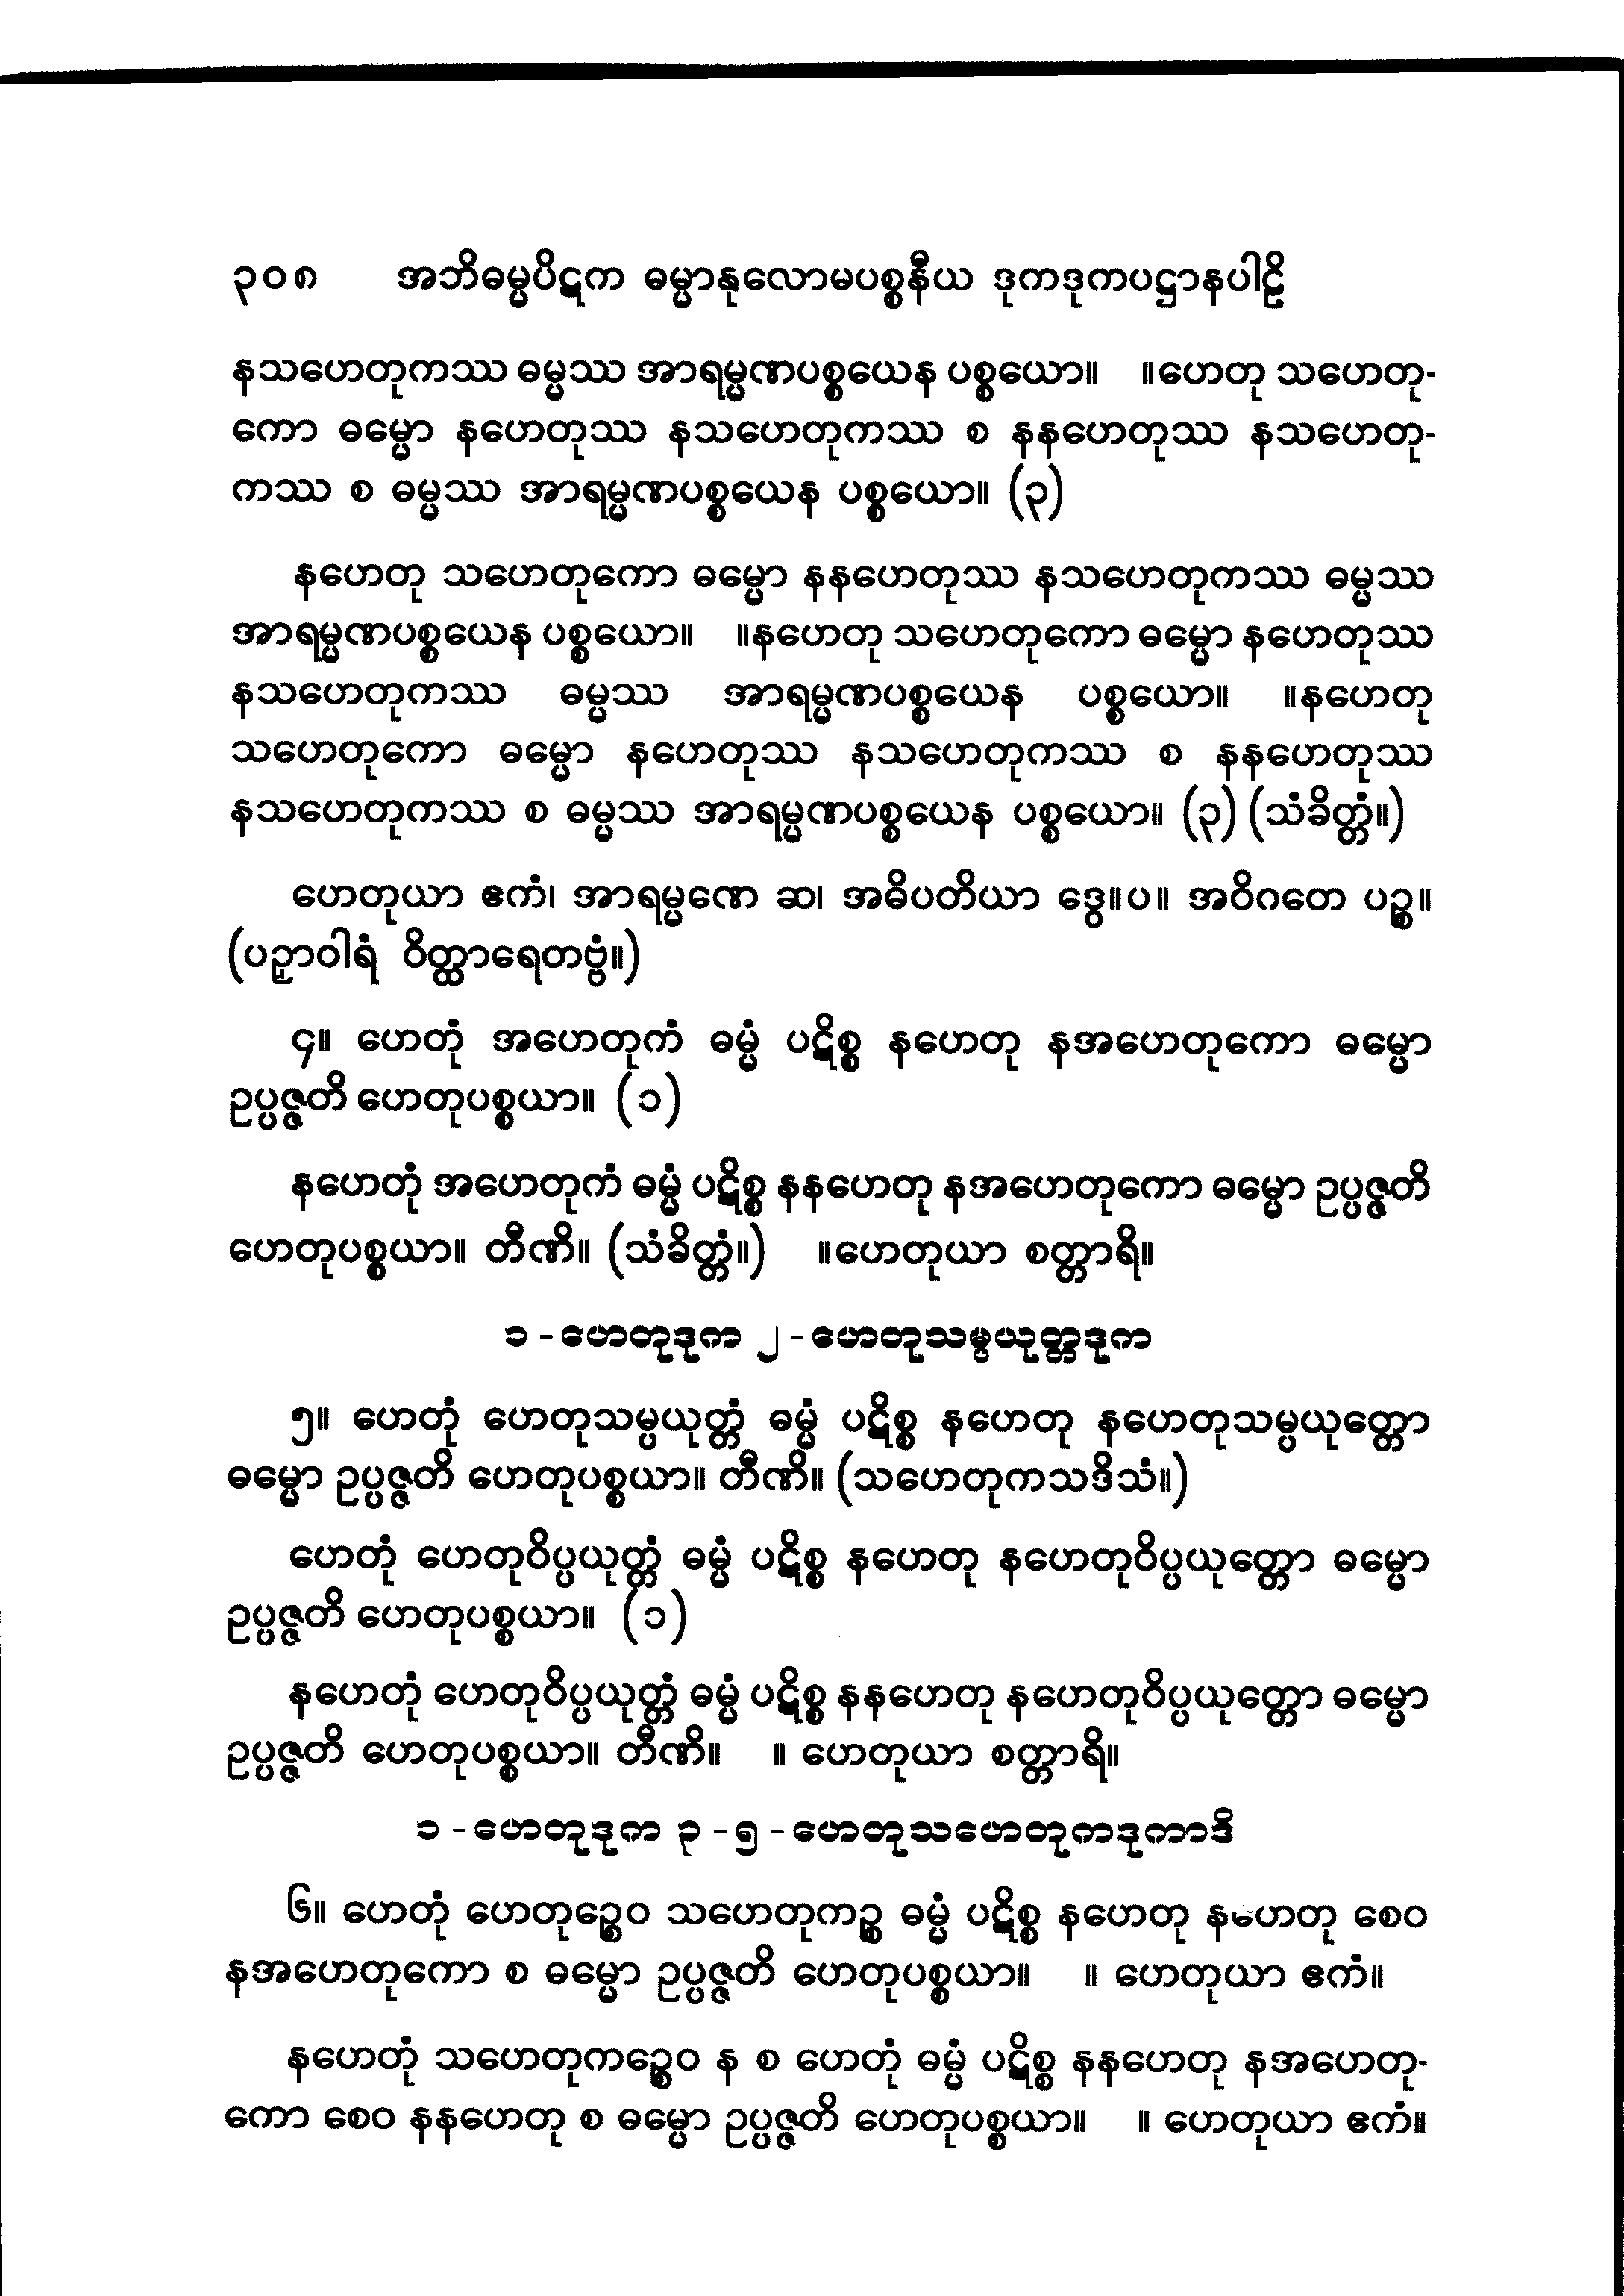 ၃၀၈ အဘိဓမ္မပိဋက ဓမ္မာနုလောမပစ္စနီယ ဒုကဒုကပဋ္ဌာနပါဠိ
နသဟေတုကဿ ဓမ္မဿ အာရမ္မဏပစ္စယေန ပစ္စယော။ ။ဟေတု သဟေတု-
ကော ဓမ္မော နဟေတုဿ နသဟေတုကဿ စ နနဟေတုဿ နသဟေတု-
ကဿ စ ဓမ္မဿ အာရမ္မဏပစ္စယေန ပစ္စယော။ (၃)
နဟေတု သဟေတုကော ဓမ္မော နနဟေတုဿ နသဟေတုကဿ ဓမ္မဿ
အာရမ္မဏပစ္စယေန ပစ္စယော။ ။နဟေတု သဟေတုကော ဓမ္မော နဟေတုဿ
နသဟေတုကဿ ဓမ္မဿ အာရမ္မဏပစ္စယေန ပစ္စယော။ ။နဟေတု
သဟေတုကော ဓမ္မော နဟေတုဿ နသဟေတုကဿ စ နနဟေတုဿ
နသဟေတုကဿ စ ဓမ္မဿ အာရမ္မဏပစ္စယေန ပစ္စယော။ (၃) (သံခိတ္တံ။)
ဟေတုယာ ဧကံ၊ အာရမ္မဏေ ဆ၊ အဓိပတိယာ ဒွေ။ပ။ အဝိဂတေ ပဉ္စ။
(ပဉှာဝါရံ ဝိတ္ထာရေတဗ္ဗံ။)
၄။ ဟေတုံ အဟေတုကံ ဓမ္မံ ပဋိစ္စ နဟေတု နအဟေတုကော ဓမ္မော
ဥပ္ပဇ္ဇတိ ဟေတုပစ္စယာ။ (၁)
နဟေတုံ အဟေတုကံ ဓမ္မံ ပဋိစ္စ နနဟေတု နအဟေတုကော ဓမ္မော ဥပ္ပဇ္ဇတိ
ဟေတုပစ္စယာ။ တီဏိ။ (သံခိတ္တံ။) ။ဟေတုယာ စတ္တာရိ။
၁-ဟေတုဒုက ၂-ဟေတုသမ္ပယုတ္တဒုက
၅။ ဟေတုံ ဟေတုသမ္ပယုတ္တံ ဓမ္မံ ပဋိစ္စ နဟေတု နဟေတုသမ္ပယုတ္တော
ဓမ္မော ဥပ္ပဇ္ဇတိ ဟေတုပစ္စယာ။ တီဏိ။ (သဟေတုကသဒိသံ။)
ဟေတုံ ဟေတုဝိပ္ပယုတ္တံ ဓမ္မံ ပဋိစ္စ နဟေတု နဟေတုဝိပ္ပယုတ္တော ဓမ္မော
ဥပ္ပဇ္ဇတိ ဟေတုပစ္စယာ။ (၁)
နဟေတုံ ဟေတုဝိပ္ပယုတ္တံ ဓမ္မံ ပဋိစ္စ နနဟေတု နဟေတုဝိပ္ပယုတ္တော ဓမ္မော
ဥပ္ပဇ္ဇတိ ဟေတုပစ္စယာ။ တီဏိ။ ။ ဟေတုယာ စတ္တာရိ။
၁-ဟေတုဒုက ၃-၅-ဟေတုသဟေတုကဒုကာဒိ
၆။ ဟေတုံ ဟေတုဉ္စေဝ သဟေတုကဉ္စ ဓမ္မံ ပဋိစ္စ နဟေတု နဟေတု စေဝ
နအဟေတုကော စ ဓမ္မော ဥပ္ပဇ္ဇတိ ဟေတုပစ္စယာ။ ။ ဟေတုယာ ဧကံ။
နဟေတုံ သဟေတုကဉ္စေဝ န စ ဟေတုံ ဓမ္မံ ပဋိစ္စ နနဟေတု နအဟေတု-
ကော စေဝ နနဟေတု စ ဓမ္မော ဥပ္ပဇ္ဇတိ ဟေတုပစ္စယာ။ ။ ဟေတုယာ ဧကံ။